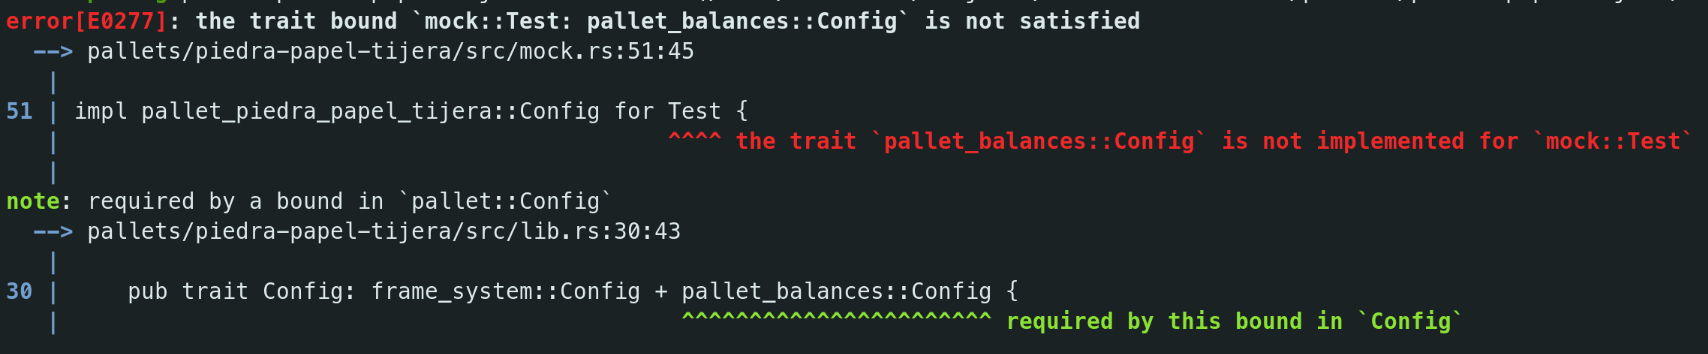 error[E0277]: the trait bound `mock::Test: pallet_balances::Config` is not satisfied
  --> pallets/piedra-papel-tijera/src/mock.rs:51:45
   |
51 | impl pallet_piedra_papel_tijera::Config for Test {
   |                                             ^^^^ the trait `pallet_balances::Config` is not implemented for `mock::Test`
   |
note: required by a bound in `pallet::Config`
  --> pallets/piedra-papel-tijera/src/lib.rs:30:43
   |
30 |     pub trait Config: frame_system::Config + pallet_balances::Config {
   |                                              ^^^^^^^^^^^^^^^^^^^^^^^ required by this bound in `Config`